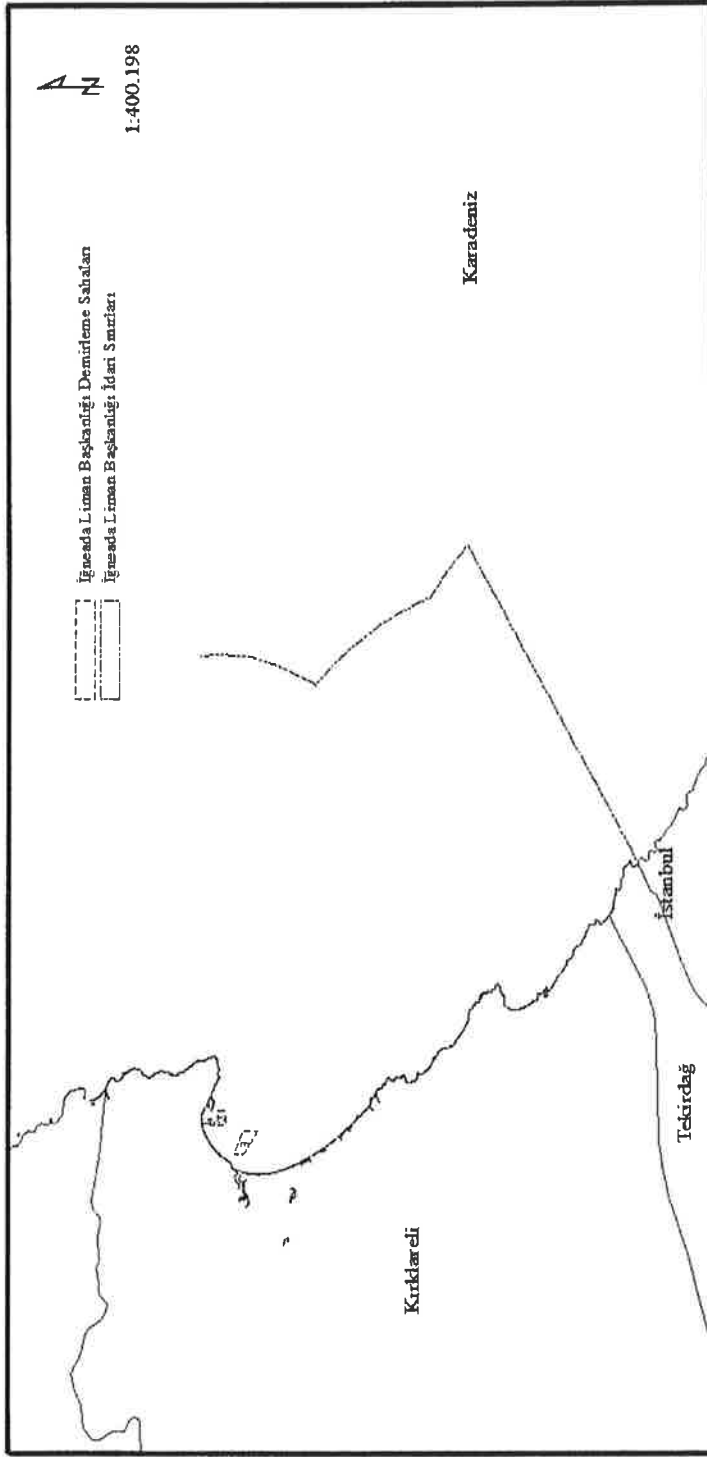 İğneada Liman Başkanlığı Demirleme Sahaları
İğneada Liman Başkanlığı İdari Sınırları
N
1:400.198
Karadeniz
Kırklareli
Tekirdağ
İstanbul